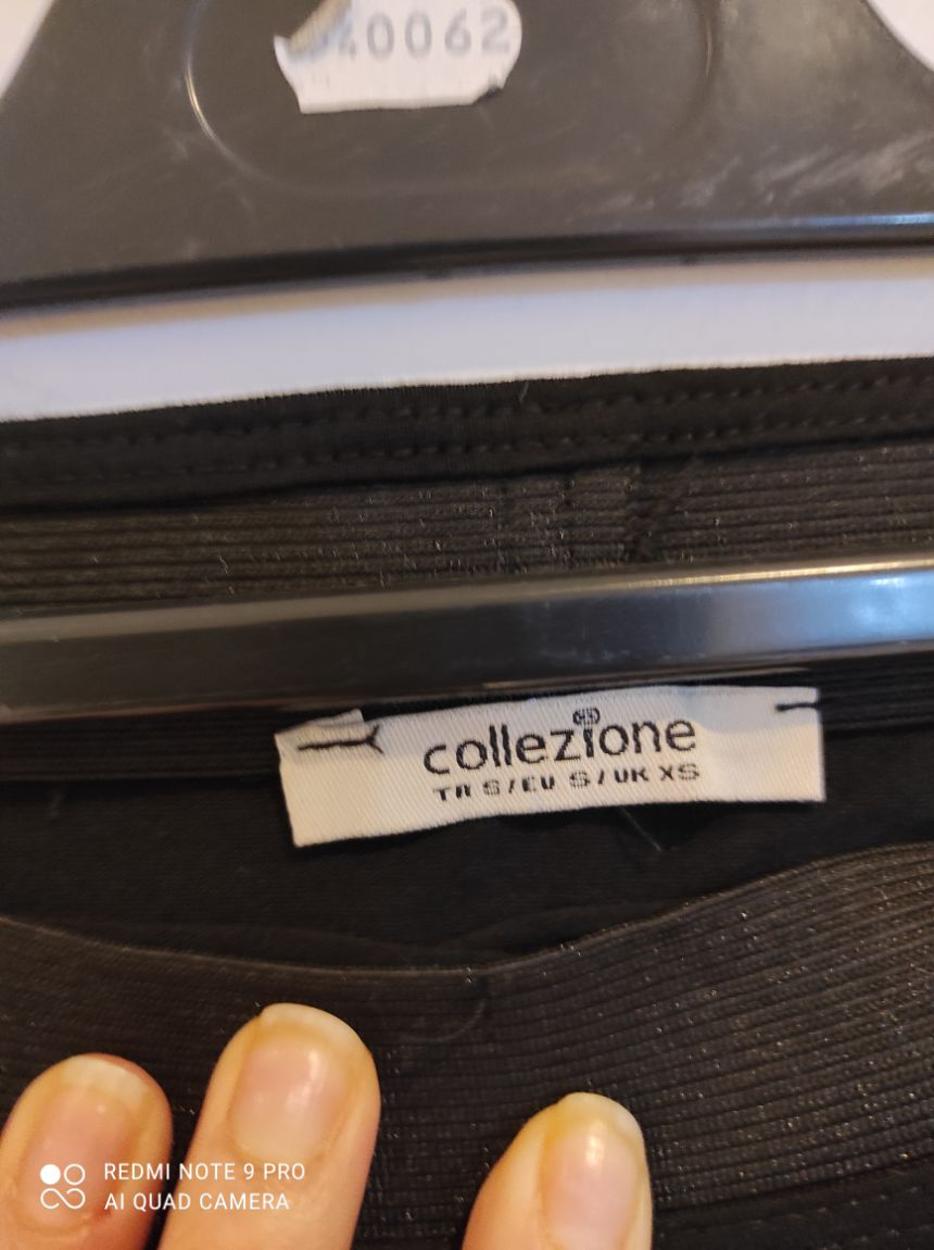 40062
collezione
TR S/EU S/UK XS
REDMI NOTE 9 PRO
AI QUAD CAMERA